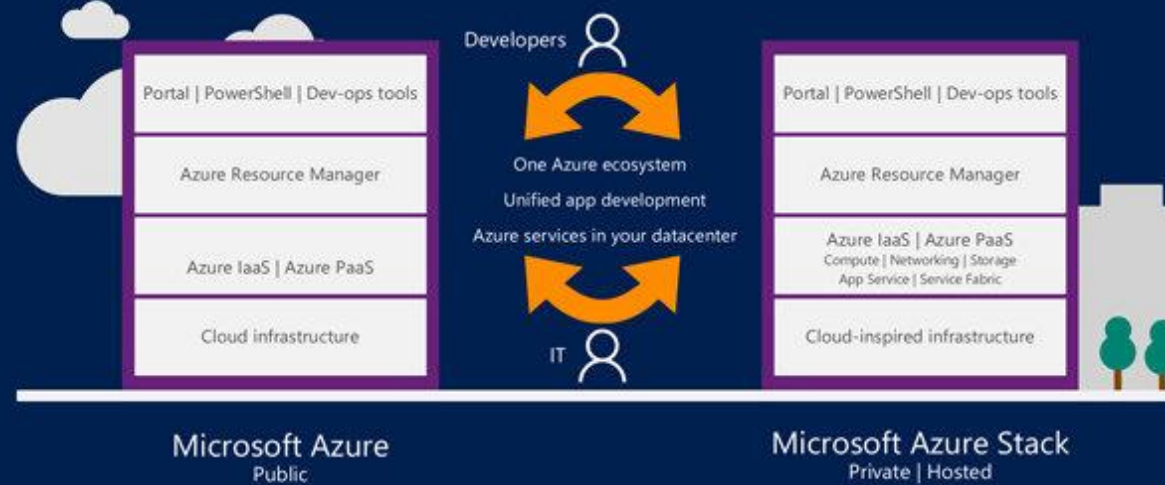 Developers
Portal | PowerShell | Dev-ops tools
Azure Resource Manager
Azure IaaS | Azure PaaS
Cloud infrastructure
One Azure ecosystem
Unified app development
Azure services in your datacenter
IT
Portal | PowerShell | Dev-ops tools
Azure Resource Manager
Azure IaaS | Azure PaaS
Compute | Networking | Storage
App Service | Service Fabric
Cloud-inspired infrastructure
Microsoft Azure
Public
Microsoft Azure Stack
Private | Hosted